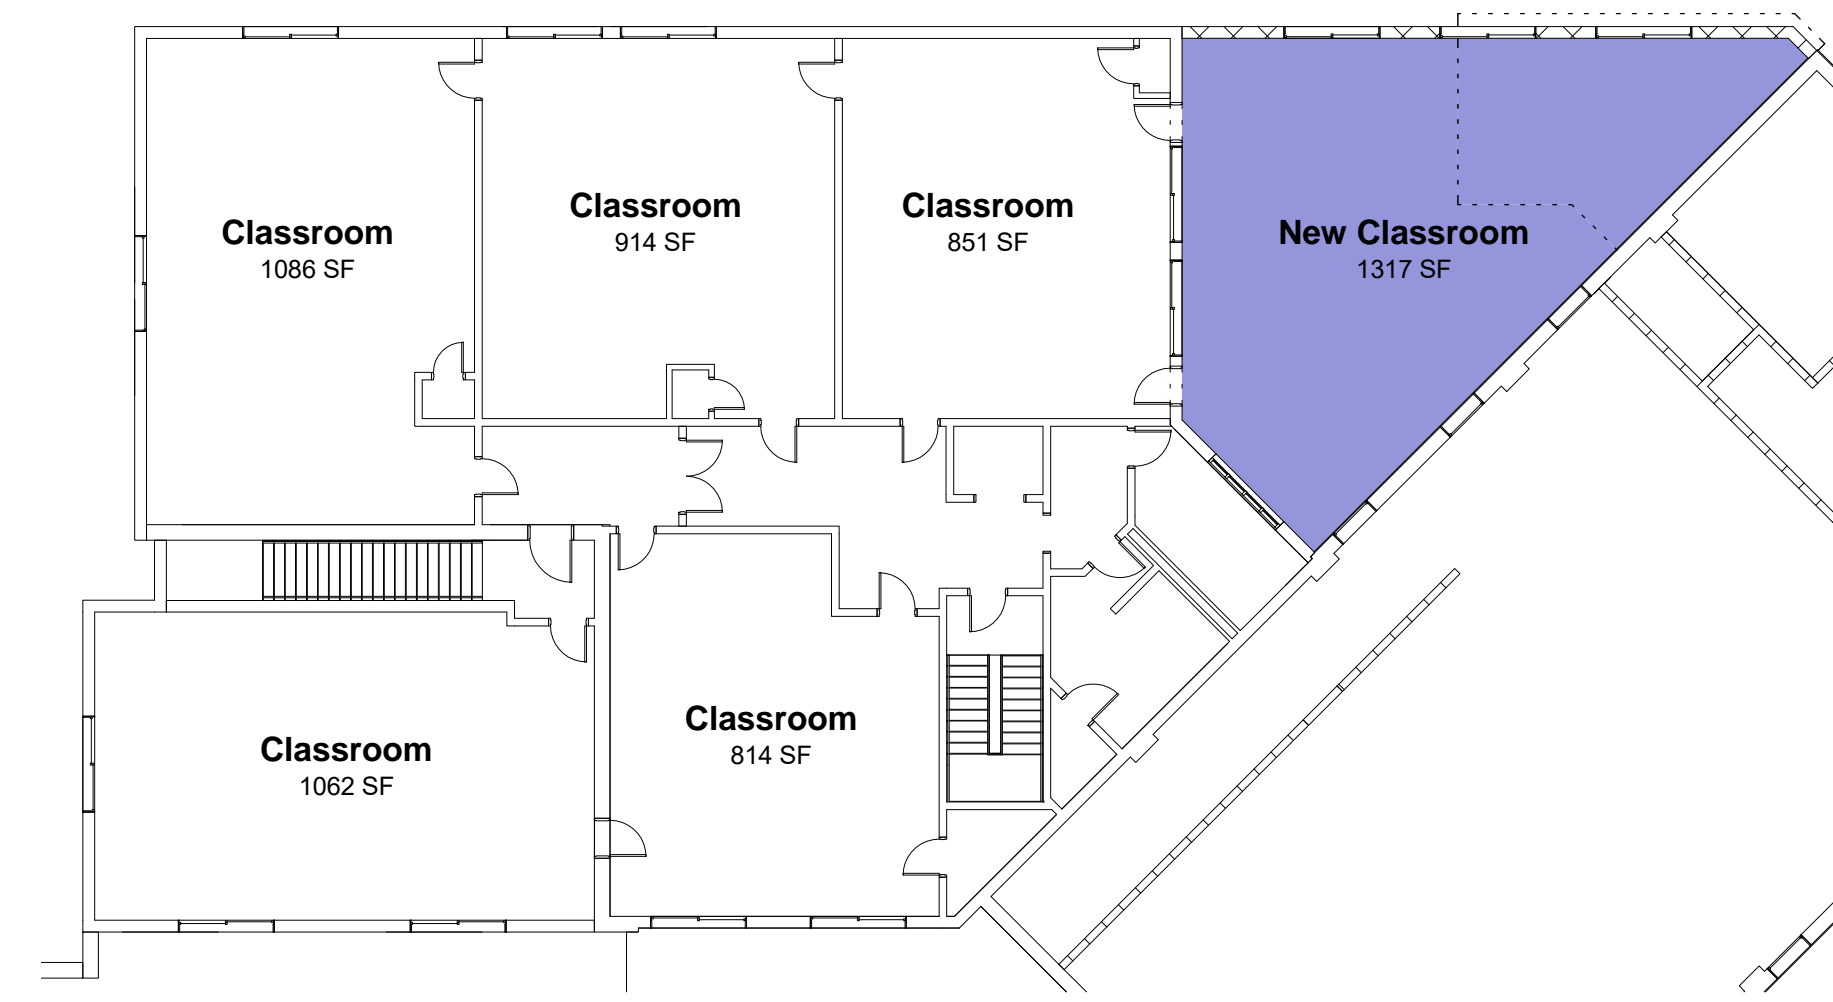 Classroom
1086 SF
Classroom
914 SF
Classroom
851 SF
New Classroom
1317 SF
Classroom
1062 SF
Classroom
814 SF